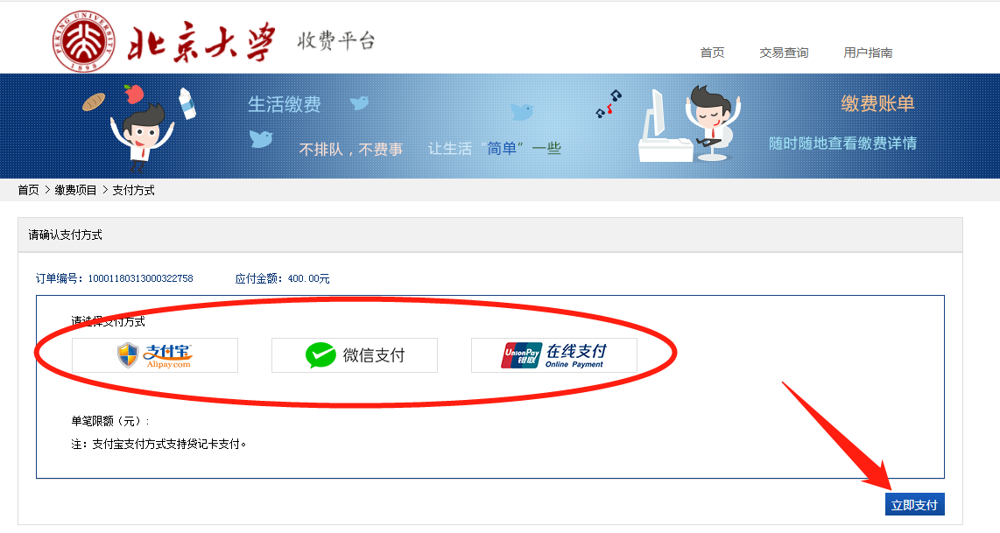 PEKING UNIVERSITY
1898
北京大学
收费平台
首页 交易查询 用户指南
生活缴费
不排队，不费事 让生活“简单”一些
缴费账单
随时随地查看缴费详情
首页 > 缴费项目 > 支付方式
请确认支付方式
订单编号：10001180313000322758 应付金额：400.00元
请选择支付方式
支付宝 Alipay.com
微信支付
UnionPay 银联 在线支付 Online Payment
单笔限额（元）:
注：支付宝支付方式支持贷记卡支付。
立即支付